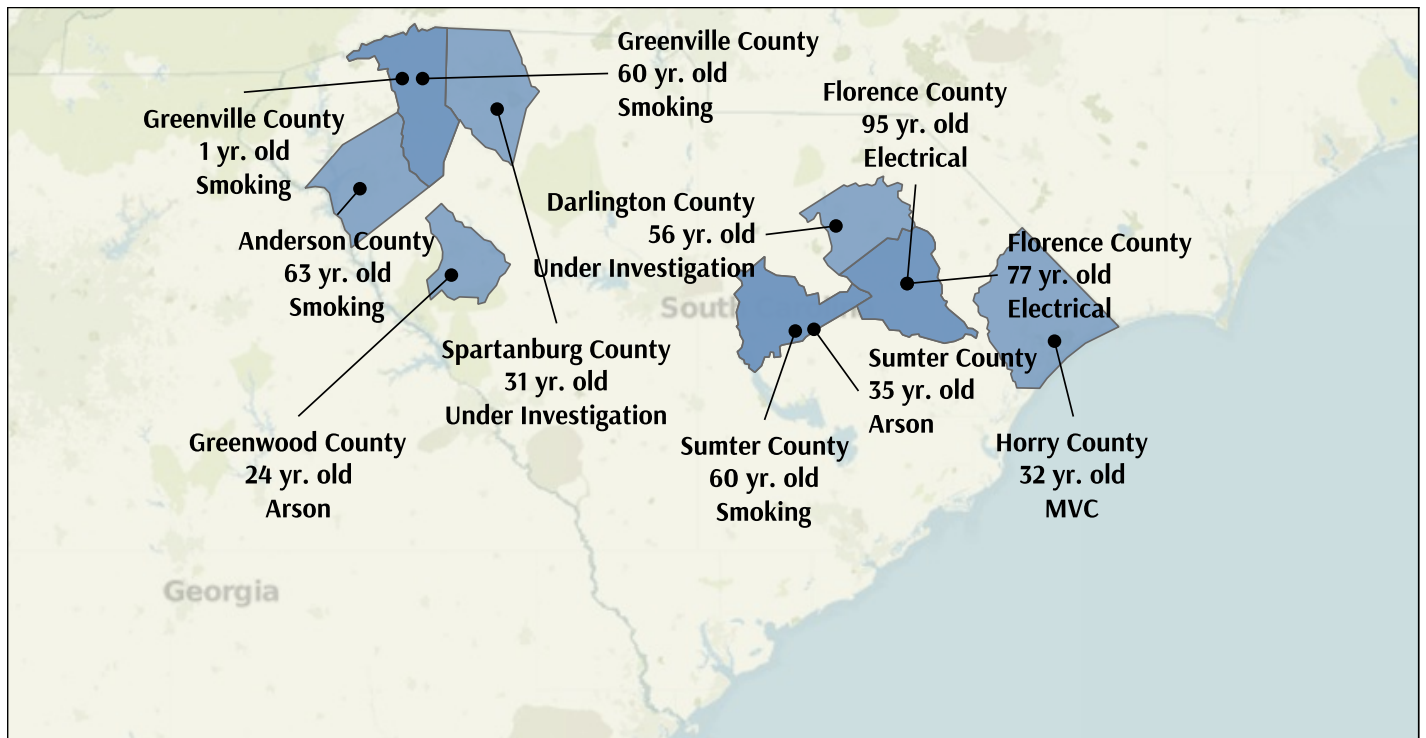 Greenville County
60 yr. old
Smoking
Greenville County
1 yr. old
Smoking
Florence County
95 yr. old
Electrical
Darlington County
56 yr. old
Under Investigation
Anderson County
63 yr. old
Smoking
Florence County
77 yr. old
Electrical
Spartanburg County
31 yr. old
Under Investigation
Sumter County
35 yr. old
Arson
Greenwood County
24 yr. old
Arson
Sumter County
60 yr. old
Smoking
Horry County
32 yr. old
MVC
Georgia